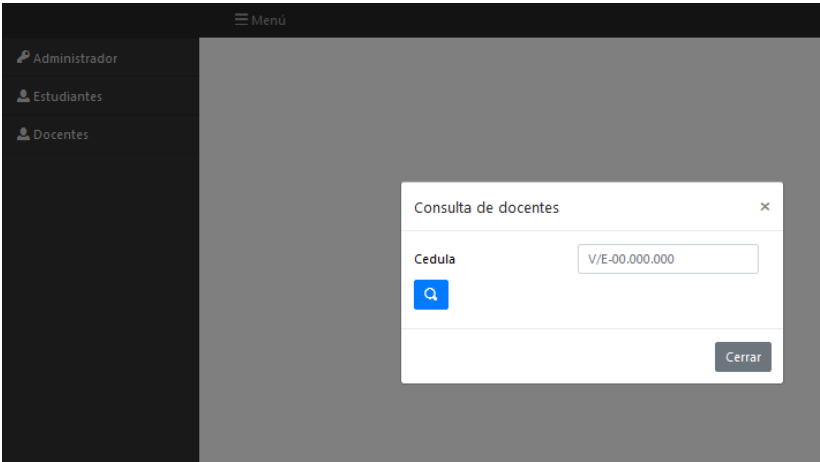 Menú
Administrador
Estudiantes
Docentes
Consulta de docentes ×
Cedula V/E-00.000.000
Cerrar